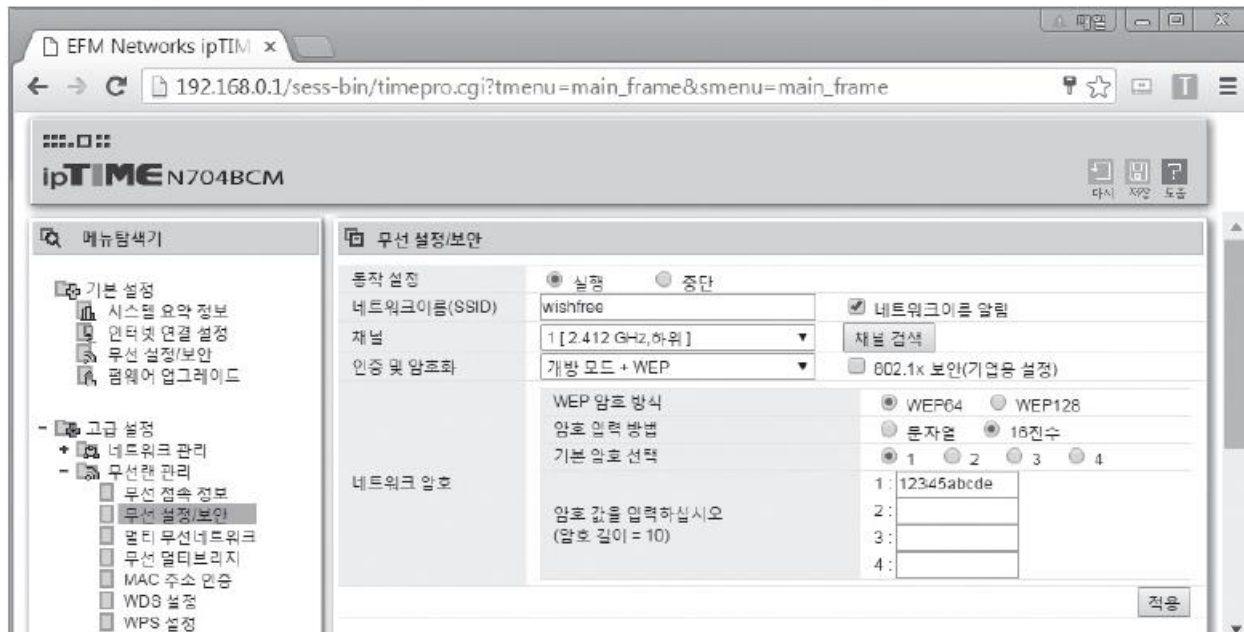 패밀
EFM Networks ipTIM
192.168.0.1/sess-bin/timepro.cgi?tmenu=main_frame&smenu=main_frame
ipTIME N704BCM
다시 저장 도움
메뉴탐색기
기본 설정
시스템 요약 정보
인터넷 연결 설정
무선 설정/보안
펌웨어 업그레이드
- 고급 설정
+ 네트워크 관리
- 무선랜 관리
무선 접속 정보
무선 설정/보안
멀티 무선네트워크
무선 멀티브리지
MAC 주소 인증
WDS 설정
WPS 설정
무선 설정/보안
동작 설정 실행 중단
네트워크이름(SSID) wishfree 네트워크이름 알림
채널 1 [ 2.412 GHz,하위 ] 채널 검색
인증 및 암호화 개방 모드 + WEP 802.1x 보안(기업용 설정)
네트워크 암호
WEP 암호 방식 WEP64 WEP128
암호 입력 방법 문자열 16진수
기본 암호 선택 1 2 3 4
암호 값을 입력하십시오
(암호 길이 = 10)
1 : 12345abcde
2 :
3 :
4 :
적용